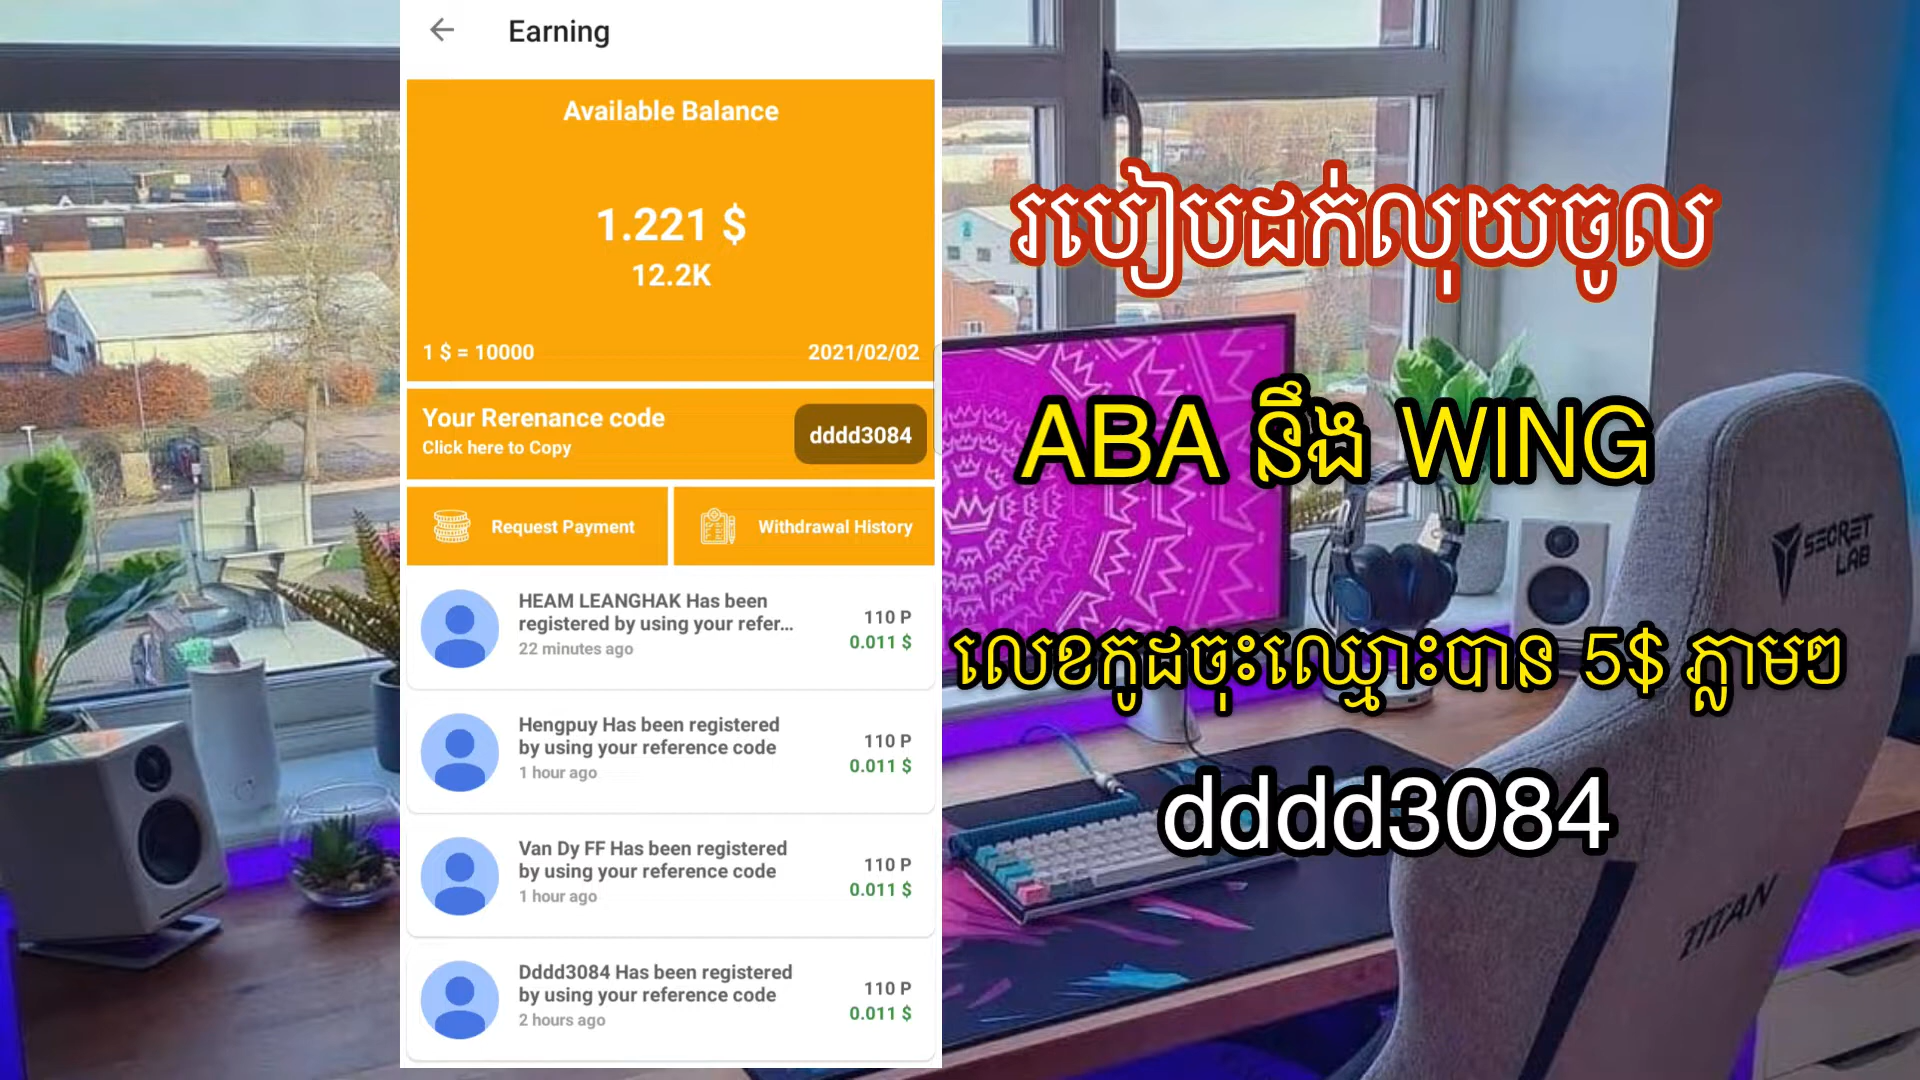 Earning
Available Balance
1.221 $
12.2K
1 $ = 10000
2021/02/02
Your Rerenance code
Click here to Copy
dddd3084
Request Payment
Withdrawal History
HEAM LEANGHAK Has been
registered by using your refer...
22 minutes ago
110 P
0.011 $
Hengpuy Has been registered
by using your reference code
1 hour ago
110 P
0.011 $
Van Dy FF Has been registered
by using your reference code
1 hour ago
110 P
0.011 $
Dddd3084 Has been registered
by using your reference code
2 hours ago
110 P
0.011 $
របៀបដក់លុយចូល
ABA នឹង WING
លេខកូដចុះឈ្មោះបាន 5$ ភ្លាមៗ
dddd3084
SECRET
LAB
TITAN